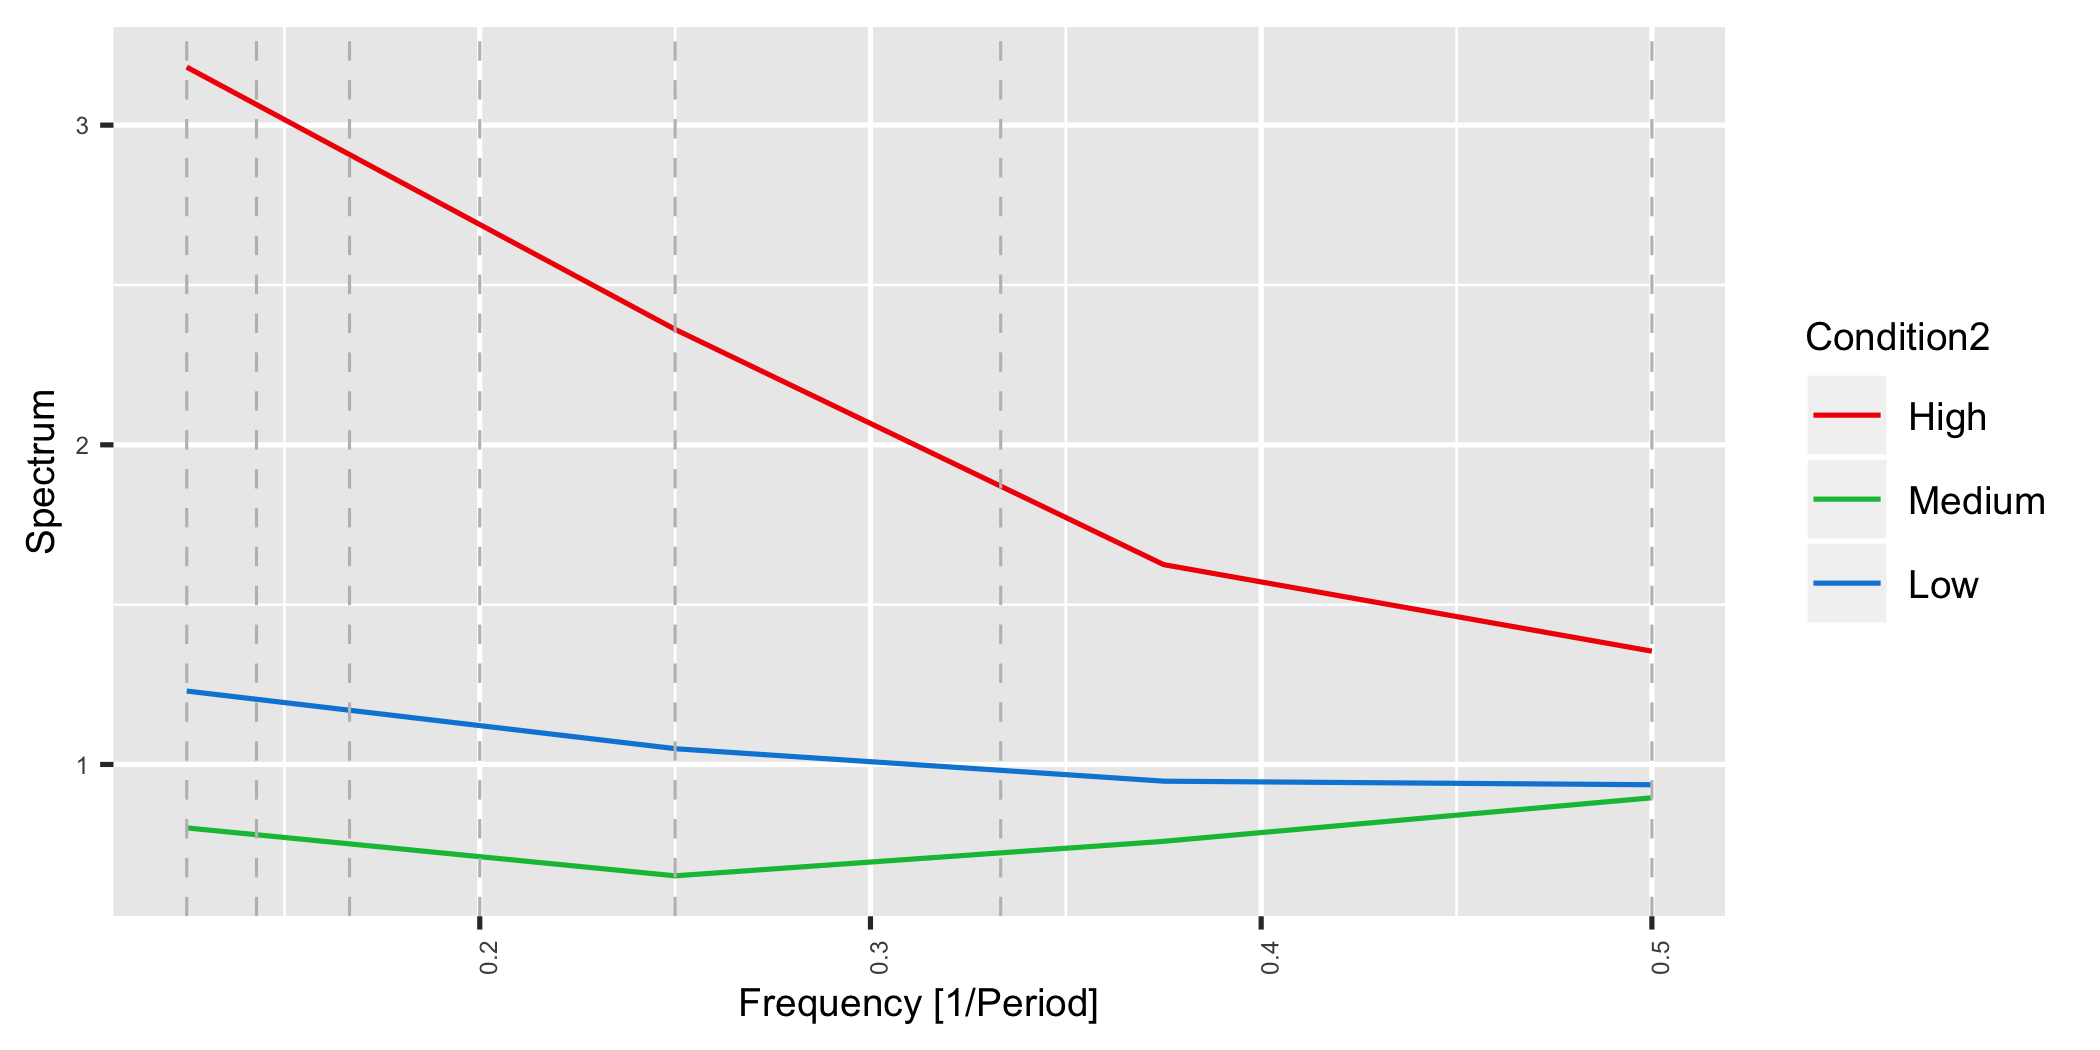 3
2
1
Spectrum
0.2
0.3
0.4
0.5
Frequency [1/Period]
Condition2
High
Medium
Low